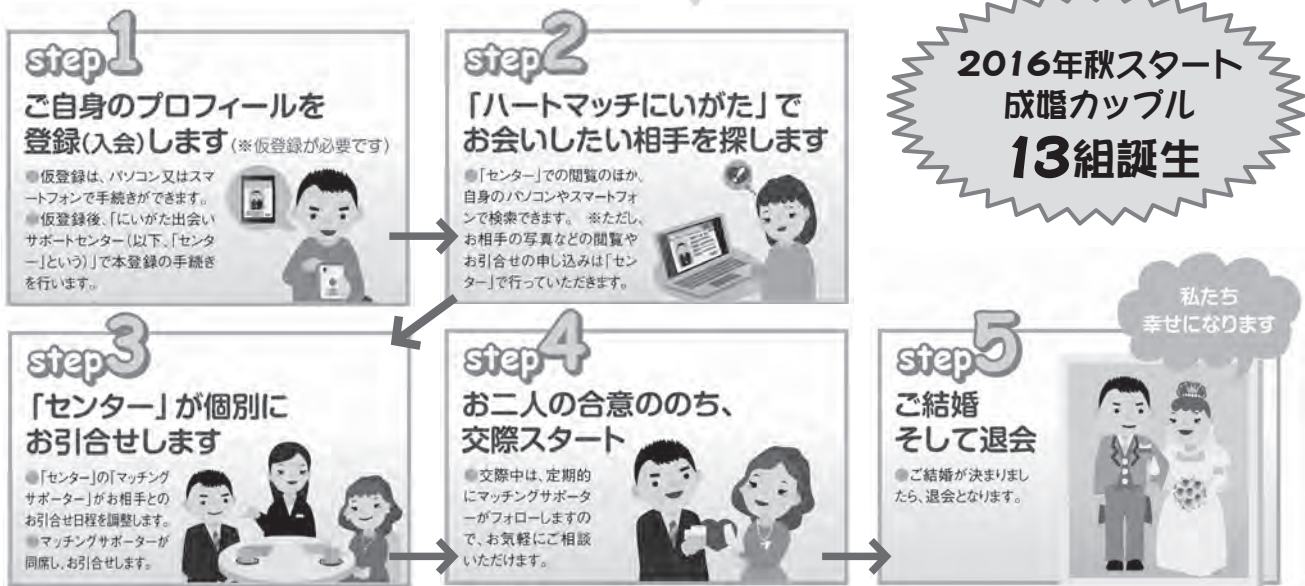 step1
ご自身のプロフィールを
登録(入会)します(※仮登録が必要です)
●仮登録は、パソコン又はスマ
ートフォンで手続きができます。
●仮登録後、「にいがた出会い
サポートセンター(以下、「センタ
ー」という)」で本登録の手続き
を行います。
step2
「ハートマッチにいがた」で
お会いしたい相手を探します
●「センター」での閲覧のほか、
自身のパソコンやスマートフォ
ンで検索できます。 ※ただし、
お相手の写真などの閲覧や
お引合せの申し込みは「セン
ター」で行っていただきます。
2016年秋スタート
成婚カップル
13組誕生
step3
「センター」が個別に
お引合せします
●「センター」の「マッチング
サポーター」がお相手との
お引合せ日程を調整します。
●マッチングサポーターが
同席し、お引合せします。
step4
お二人の合意ののち、
交際スタート
●交際中は、定期的
にマッチングサポータ
ーがフォローしますの
で、お気軽にご相談
いただけます。
step5
ご結婚
そして退会
●ご結婚が決まりまし
たら、退会となります。
私たち
幸せになります